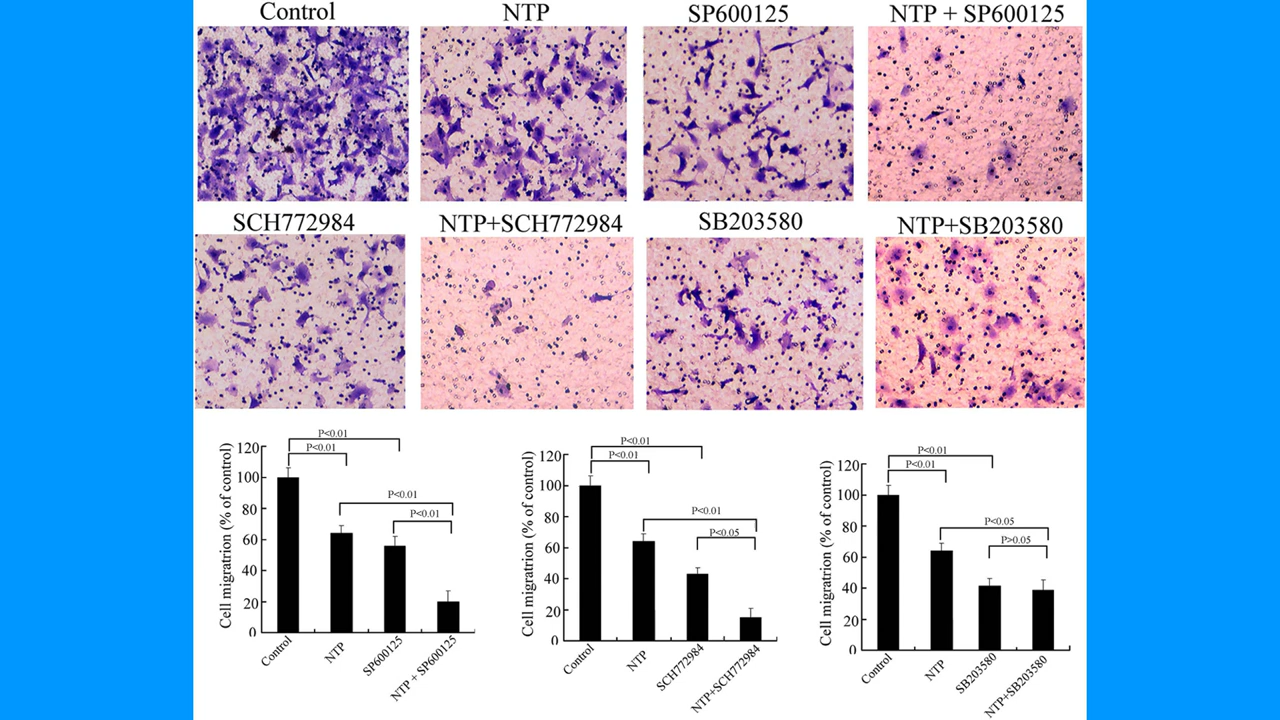 Control
NTP
SP600125
NTP + SP600125
SCH772984
NTP+SCH772984
SB203580
NTP+SB203580
Cell migratrion (% of control)
120
100
80
60
40
20
0
P<0.01
P<0.01
P<0.01
P<0.01
Control
NTP
SP600125
NTP + SP600125
Cell migratrion (% of control)
120
100
80
60
40
20
0
P<0.01
P<0.01
P<0.01
P<0.05
Control
NTP
SCH772984
NTP+SCH772984
Cell migratrion (% of control)
120
100
80
60
40
20
0
P<0.01
P<0.01
P<0.05
P>0.05
Control
NTP
SB203580
NTP+SB203580